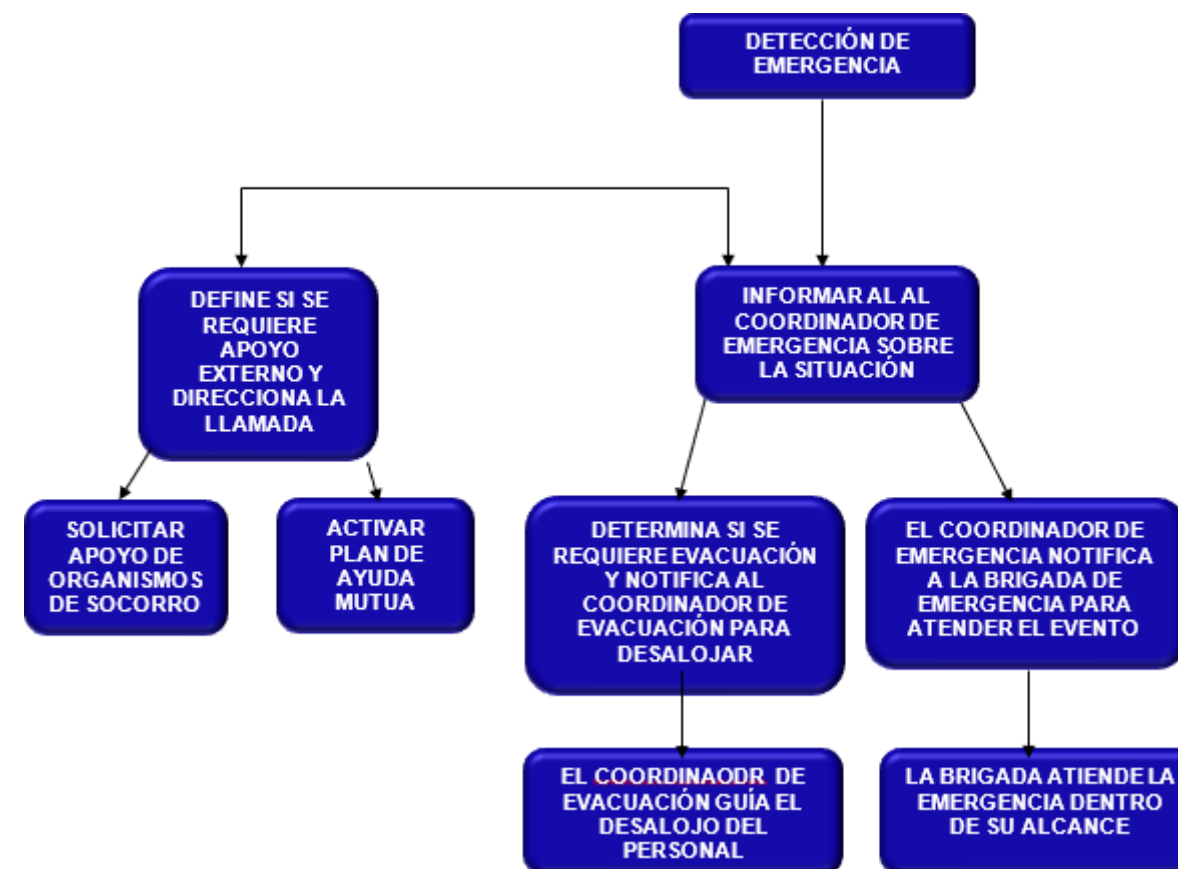 DETECCIÓN DE
EMERGENCIA
DEFINE SI SE
REQUIERE
APOYO
EXTERNO Y
DIRECCIONA LA
LLAMADA
INFORMAR AL AL
COORDINADOR DE
EMERGENCIA SOBRE
LA SITUACIÓN
SOLICITAR
APOYO DE
ORGANISMOS
DE SOCORRO
ACTIVAR
PLAN DE
AYUDA
MUTUA
DETERMINA SI SE
REQUIERE EVACUACIÓN
Y NOTIFICA AL
COORDINADOR DE
EVACUACIÓN PARA
DESALOJAR
EL COORDINADOR DE
EMERGENCIA NOTIFICA
A LA BRIGADA DE
EMERGENCIA PARA
ATENDER EL EVENTO
EL COORDINAODR DE
EVACUACIÓN GUÍA EL
DESALOJO DEL
PERSONAL
LA BRIGADA ATIENDE LA
EMERGENCIA DENTRO
DE SU ALCANCE